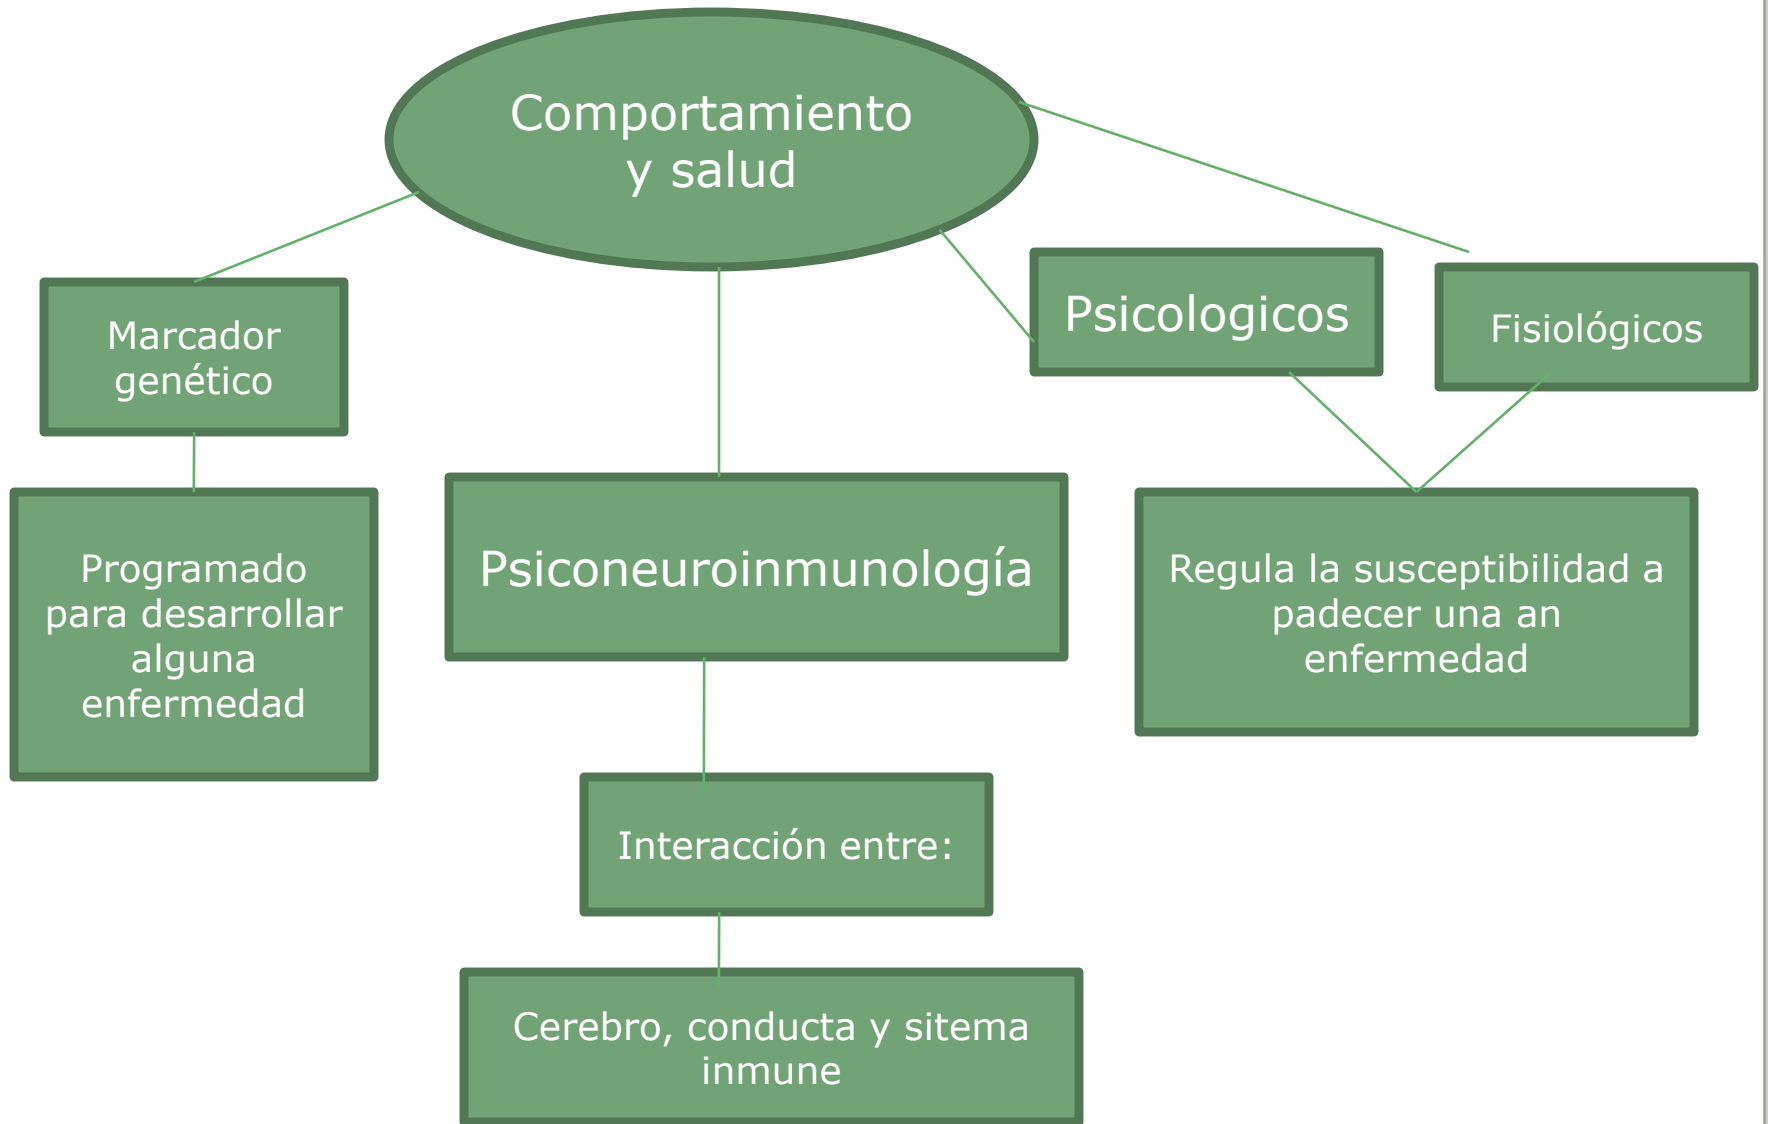 Comportamiento
y salud
Psicologicos
Fisiológicos
Marcador
genético
Programado
para desarrollar
alguna
enfermedad
Psiconeuroinmunología
Regula la susceptibilidad a
padecer una an
enfermedad
Interacción entre:
Cerebro, conducta y sitema
inmune